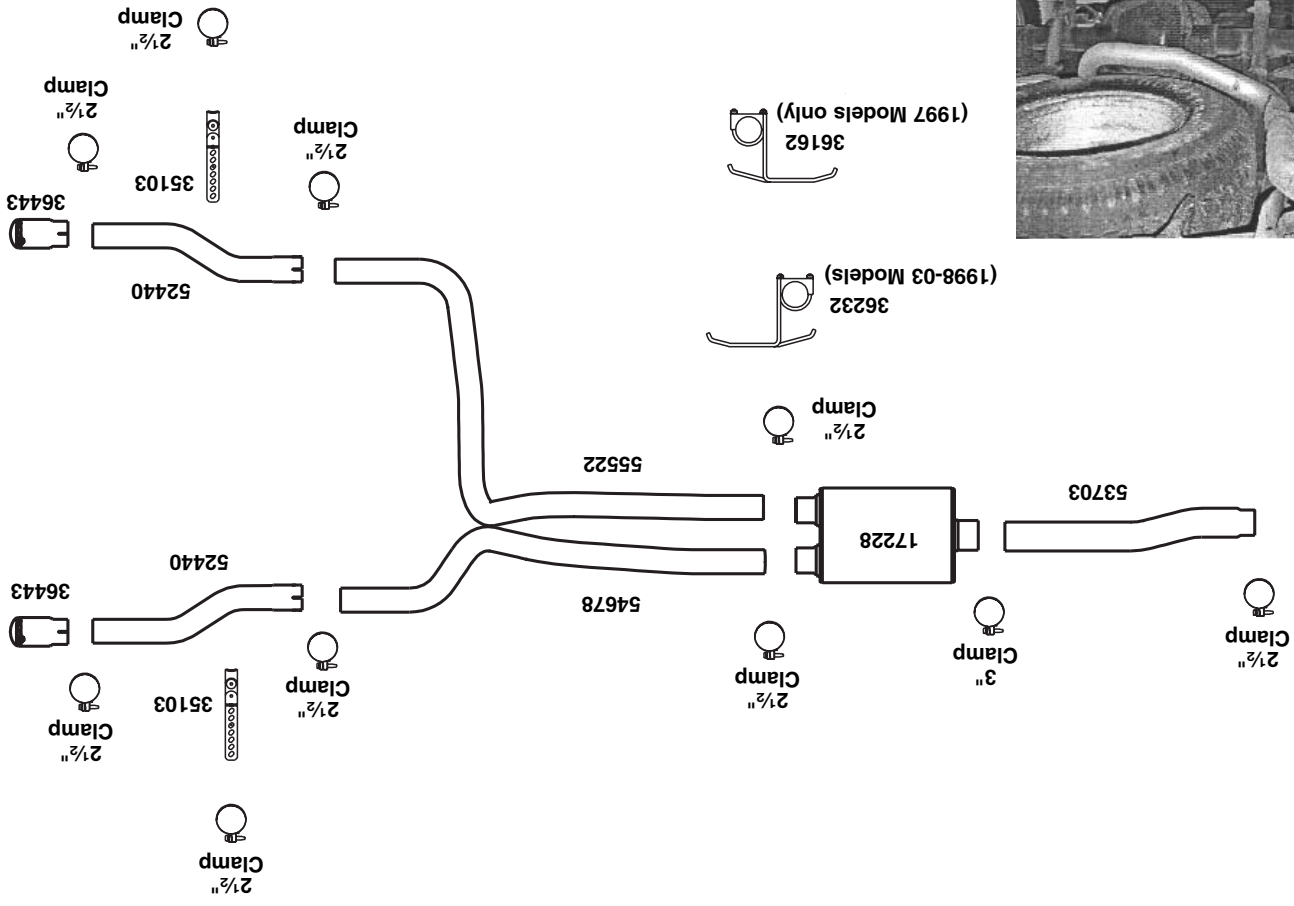 2½"
Clamp
2½"
Clamp
35103
2½"
Clamp
2½"
Clamp
3"
Clamp
2½"
Clamp
54678
36443
52440
17228
53703
55522
2½"
Clamp
36232
(1998-03 Models)
52440
36443
35103
36162
(1997 Models only)
2½"
Clamp
2½"
Clamp
2½"
Clamp